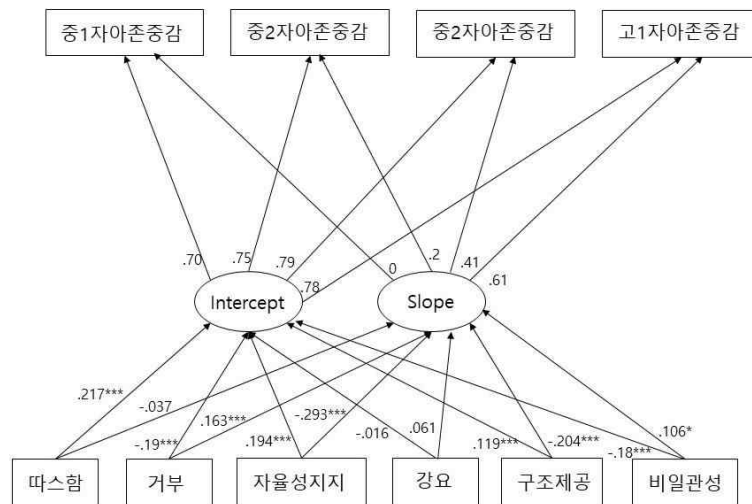 중1자아존중감 중2자아존중감 중2자아존중감 고1자아존중감
.70 .75 .79 .78 0 .2 .41 .61
Intercept Slope
.217*** -.037 -.19*** .163*** .194*** -.293*** -.016 .061 .119*** -.204*** -.18*** .106*
따스함 거부 자율성지지 강요 구조제공 비일관성